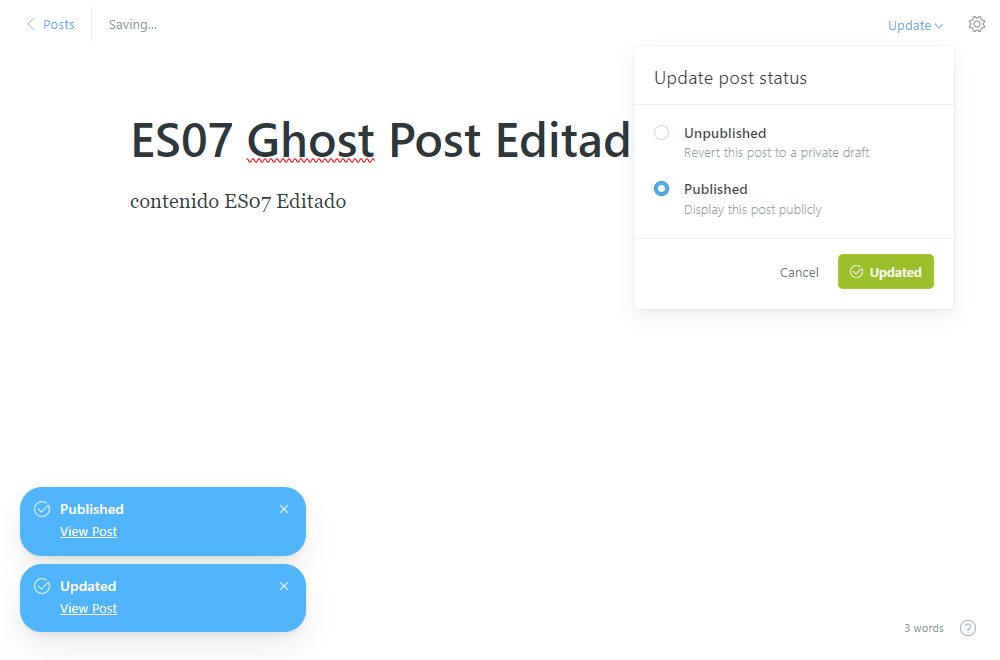 Posts
Saving...
Update
Update post status
ES07 Ghost Post Editad
Unpublished
Revert this post to a private draft
Published
Display this post publicly
contenido ES07 Editado
Cancel
Updated
Published
View Post
Updated
View Post
3 words
?